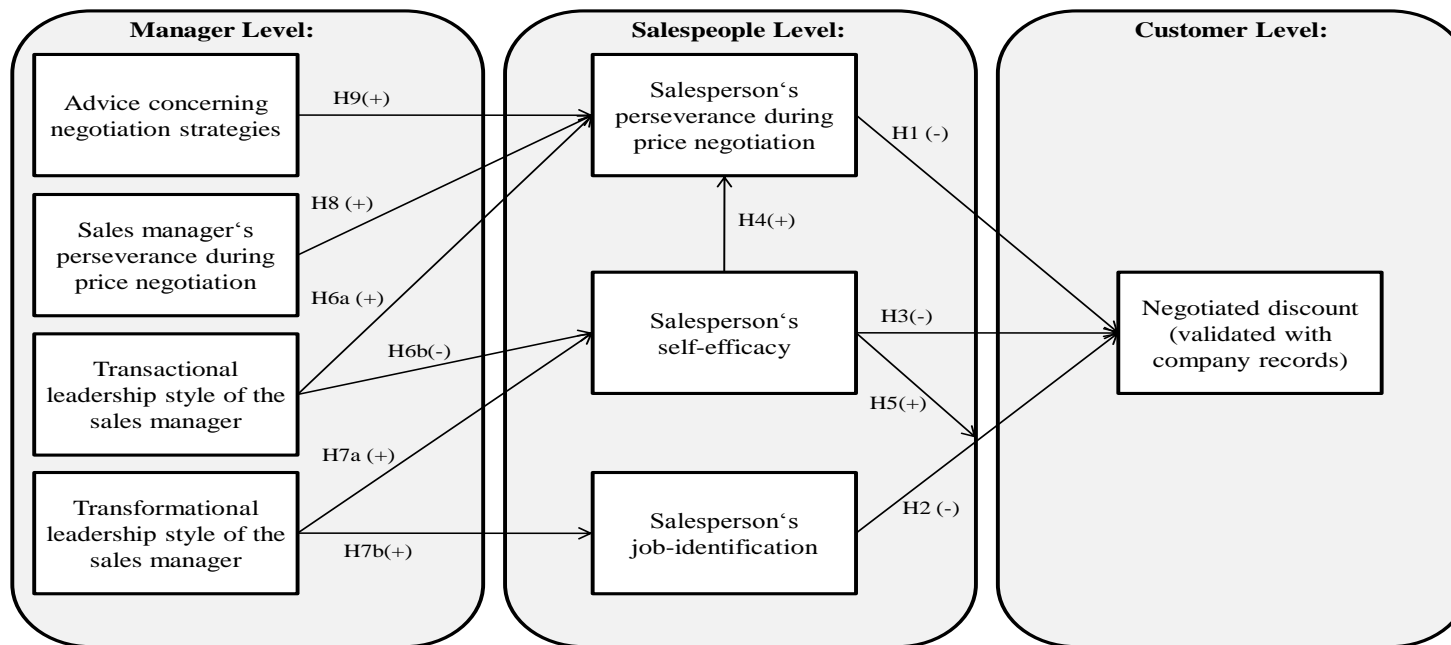 Manager Level:
Salespeople Level:
Customer Level:
Advice concerning
negotiation strategies
H9(+)
Salesperson‘s
perseverance during
price negotiation
H1 (-)
Sales manager‘s
perseverance during
price negotiation
H8 (+)
H4(+)
H6a (+)
Transactional
leadership style of the
sales manager
H6b(-)
Salesperson‘s
self-efficacy
H3(-)
H5(+)
Negotiated discount
(validated with
company records)
Transformational
leadership style of the
sales manager
H7a (+)
H7b(+)
Salesperson‘s
job-identification
H2 (-)